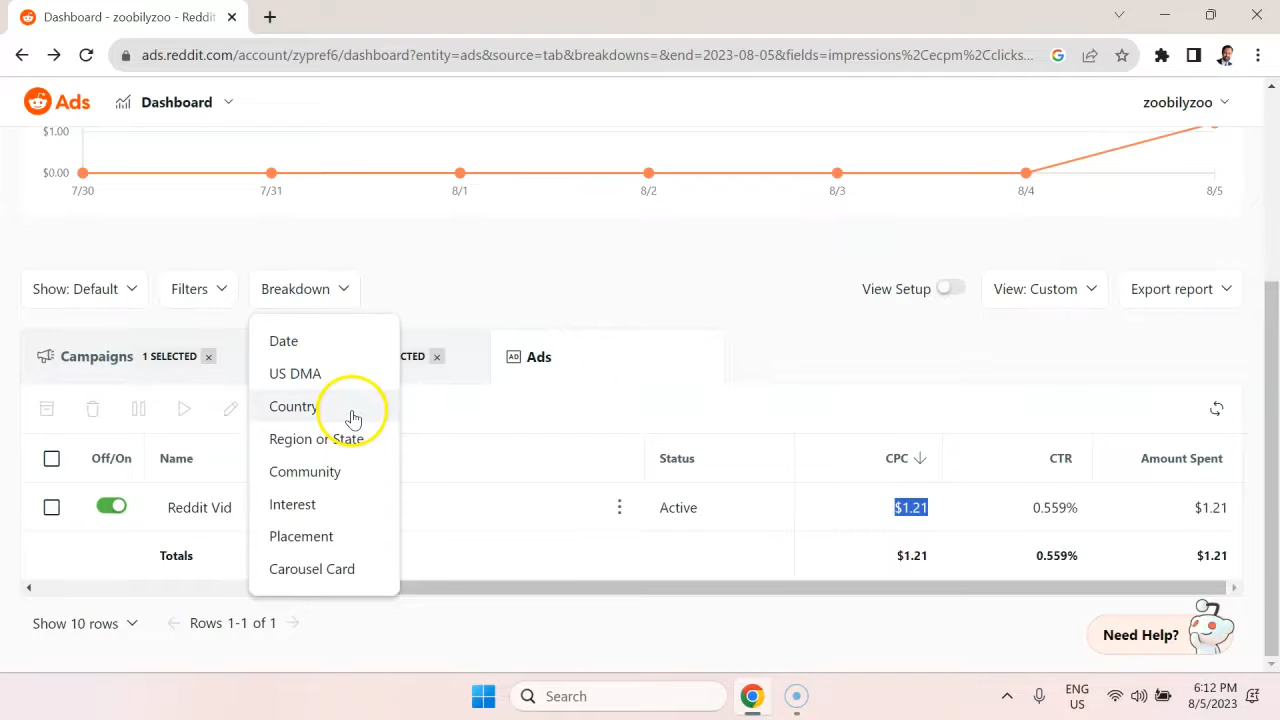 Dashboard - zoobilyzoo - Reddit
ads.reddit.com/account/zypref6/dashboard?entity=ads&source=tab&breakdowns=&end=2023-08-05&fields=impressions%2Cecpm%2Cclicks...
Ads
Dashboard
zoobilyzoo
$1.00
$0.00
7/30
7/31
8/1
8/2
8/3
8/4
8/5
Show: Default
Filters
Breakdown
View Setup
View: Custom
Export report
Campaigns
1 SELECTED
AD
Ads
Date
US DMA
Country
Region or State
Community
Interest
Placement
Carousel Card
Off/On
Name
Status
CPC
CTR
Amount Spent
Reddit Vid
Active
$1.21
0.559%
$1.21
Totals
$1.21
0.559%
$1.21
Show 10 rows
Rows 1-1 of 1
Need Help?
Search
ENG
US
6:12 PM
8/5/2023